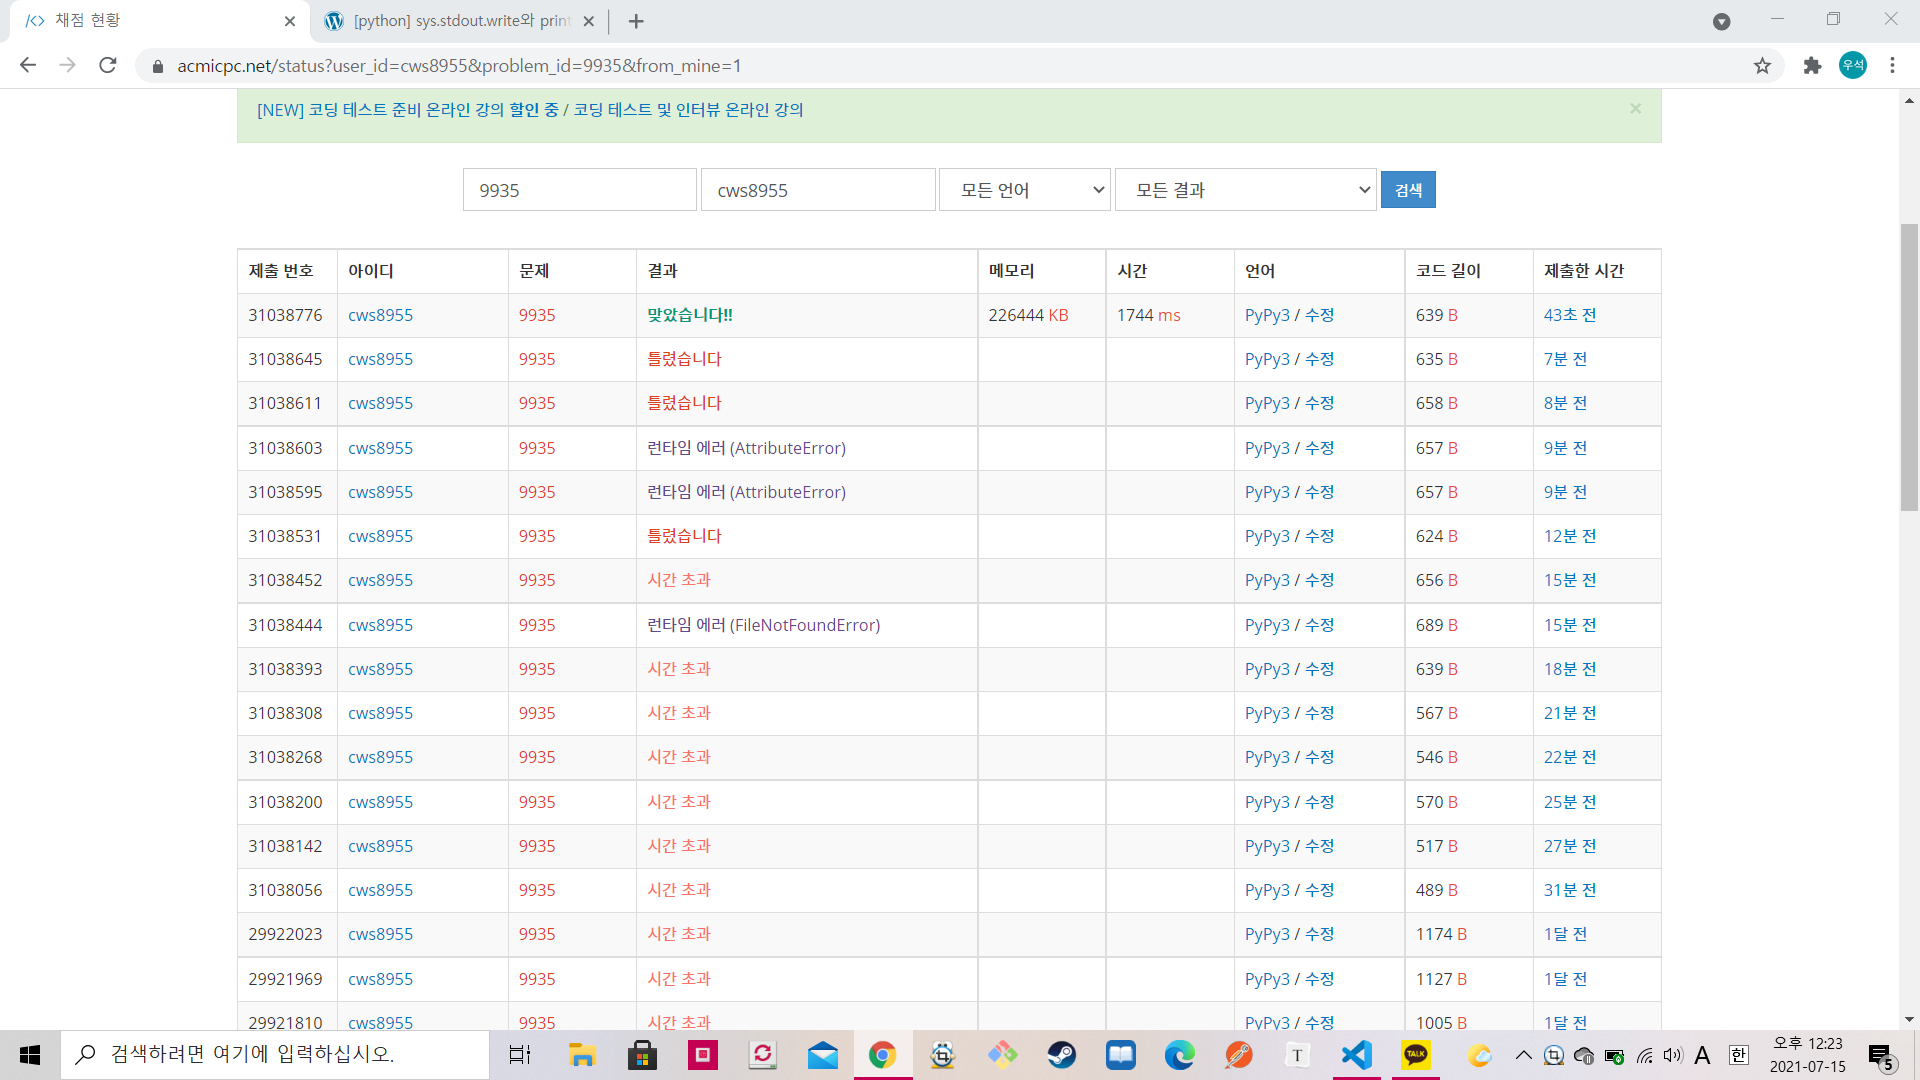 채점 현황
[python] sys.stdout.write와 print
acmicpc.net/status?user_id=cws8955&problem_id=9935&from_mine=1
우석
[NEW] 코딩 테스트 준비 온라인 강의 할인 중 / 코딩 테스트 및 인터뷰 온라인 강의
9935 cws8955 모든 언어 모든 결과 검색
제출 번호 아이디 문제 결과 메모리 시간 언어 코드 길이 제출한 시간
31038776 cws8955 9935 맞았습니다!! 226444 KB 1744 ms PyPy3 / 수정 639 B 43초 전
31038645 cws8955 9935 틀렸습니다 PyPy3 / 수정 635 B 7분 전
31038611 cws8955 9935 틀렸습니다 PyPy3 / 수정 658 B 8분 전
31038603 cws8955 9935 런타임 에러 (AttributeError) PyPy3 / 수정 657 B 9분 전
31038595 cws8955 9935 런타임 에러 (AttributeError) PyPy3 / 수정 657 B 9분 전
31038531 cws8955 9935 틀렸습니다 PyPy3 / 수정 624 B 12분 전
31038452 cws8955 9935 시간 초과 PyPy3 / 수정 656 B 15분 전
31038444 cws8955 9935 런타임 에러 (FileNotFoundError) PyPy3 / 수정 689 B 15분 전
31038393 cws8955 9935 시간 초과 PyPy3 / 수정 639 B 18분 전
31038308 cws8955 9935 시간 초과 PyPy3 / 수정 567 B 21분 전
31038268 cws8955 9935 시간 초과 PyPy3 / 수정 546 B 22분 전
31038200 cws8955 9935 시간 초과 PyPy3 / 수정 570 B 25분 전
31038142 cws8955 9935 시간 초과 PyPy3 / 수정 517 B 27분 전
31038056 cws8955 9935 시간 초과 PyPy3 / 수정 489 B 31분 전
29922023 cws8955 9935 시간 초과 PyPy3 / 수정 1174 B 1달 전
29921969 cws8955 9935 시간 초과 PyPy3 / 수정 1127 B 1달 전
29921810 cws8955 9935 시간 초과 PyPy3 / 수정 1005 B 1달 전
검색하려면 여기에 입력하십시오.
T
TALK
A
한
오후 12:23
2021-07-15
5